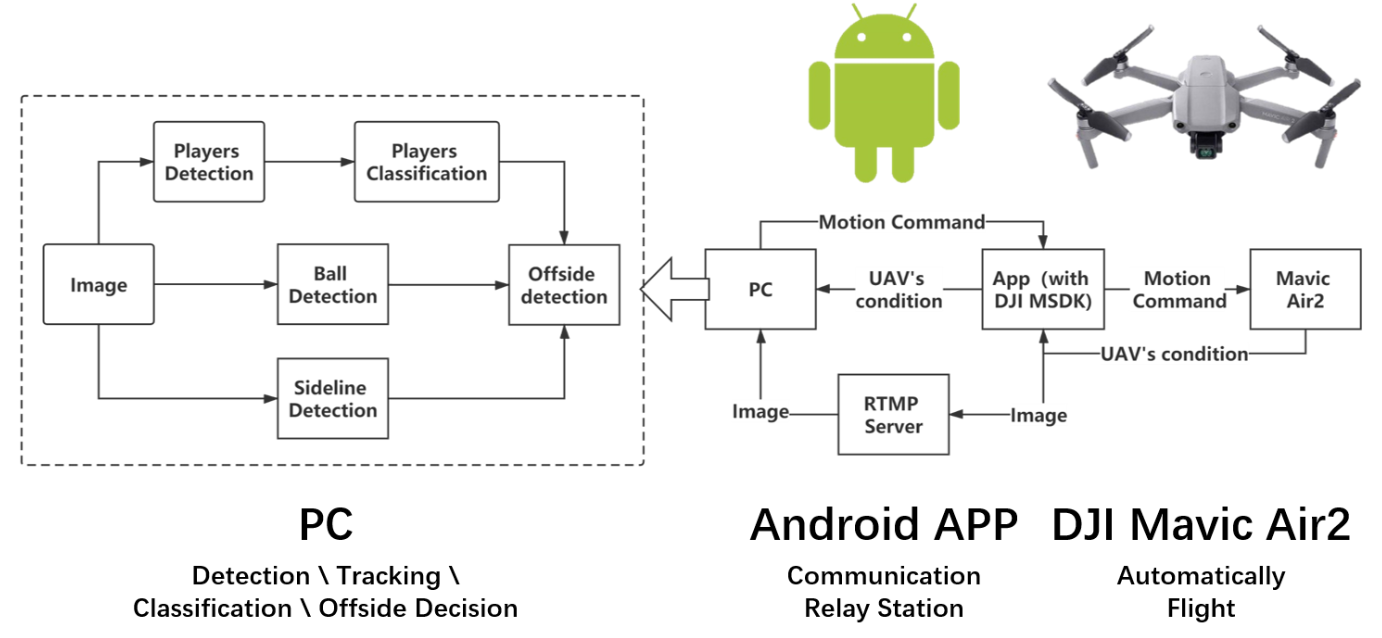 Players
Detection
Players
Classification
Image
Ball
Detection
Offside
detection
Sideline
Detection
Motion Command
PC
UAV's
condition
App (with
DJI MSDK)
Motion
Command
Mavic
Air2
UAV's condition
Image
RTMP
Server
Image
PC
Detection \ Tracking \
Classification \ Offside Decision
Android APP
Communication
Relay Station
DJI Mavic Air2
Automatically
Flight